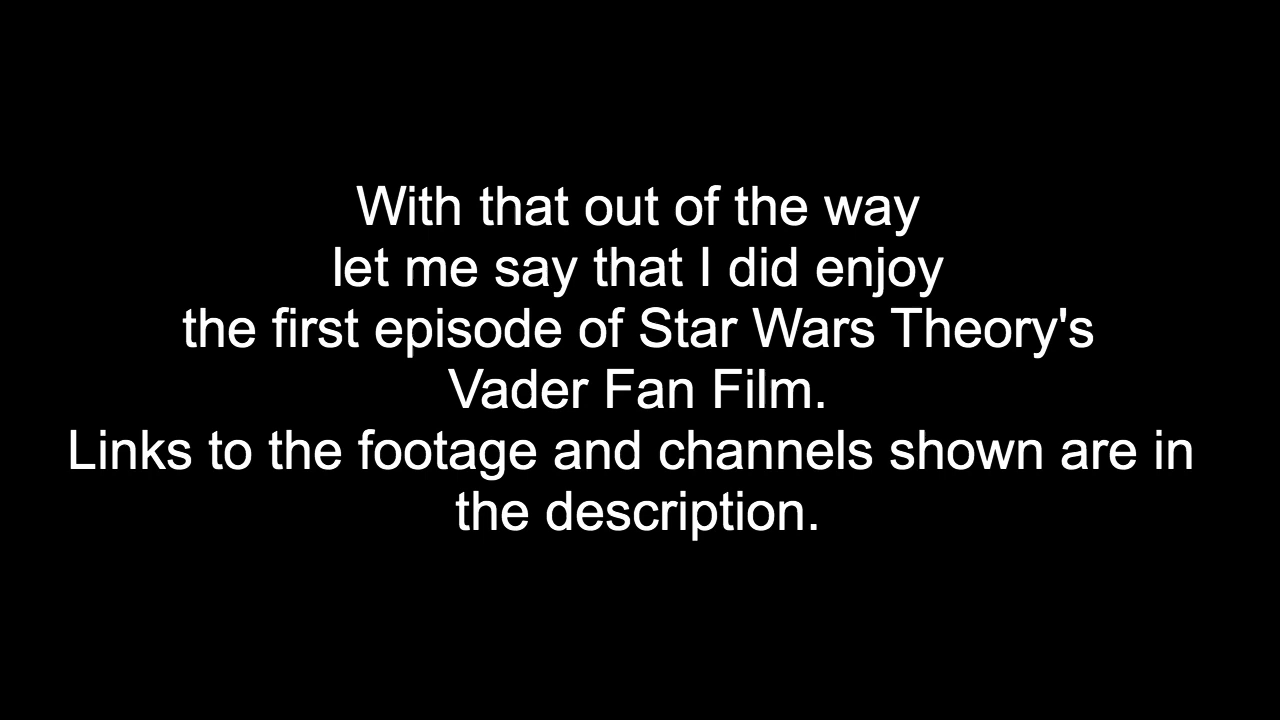 With that out of the way
let me say that I did enjoy
the first episode of Star Wars Theory's
Vader Fan Film.
Links to the footage and channels shown are in
the description.